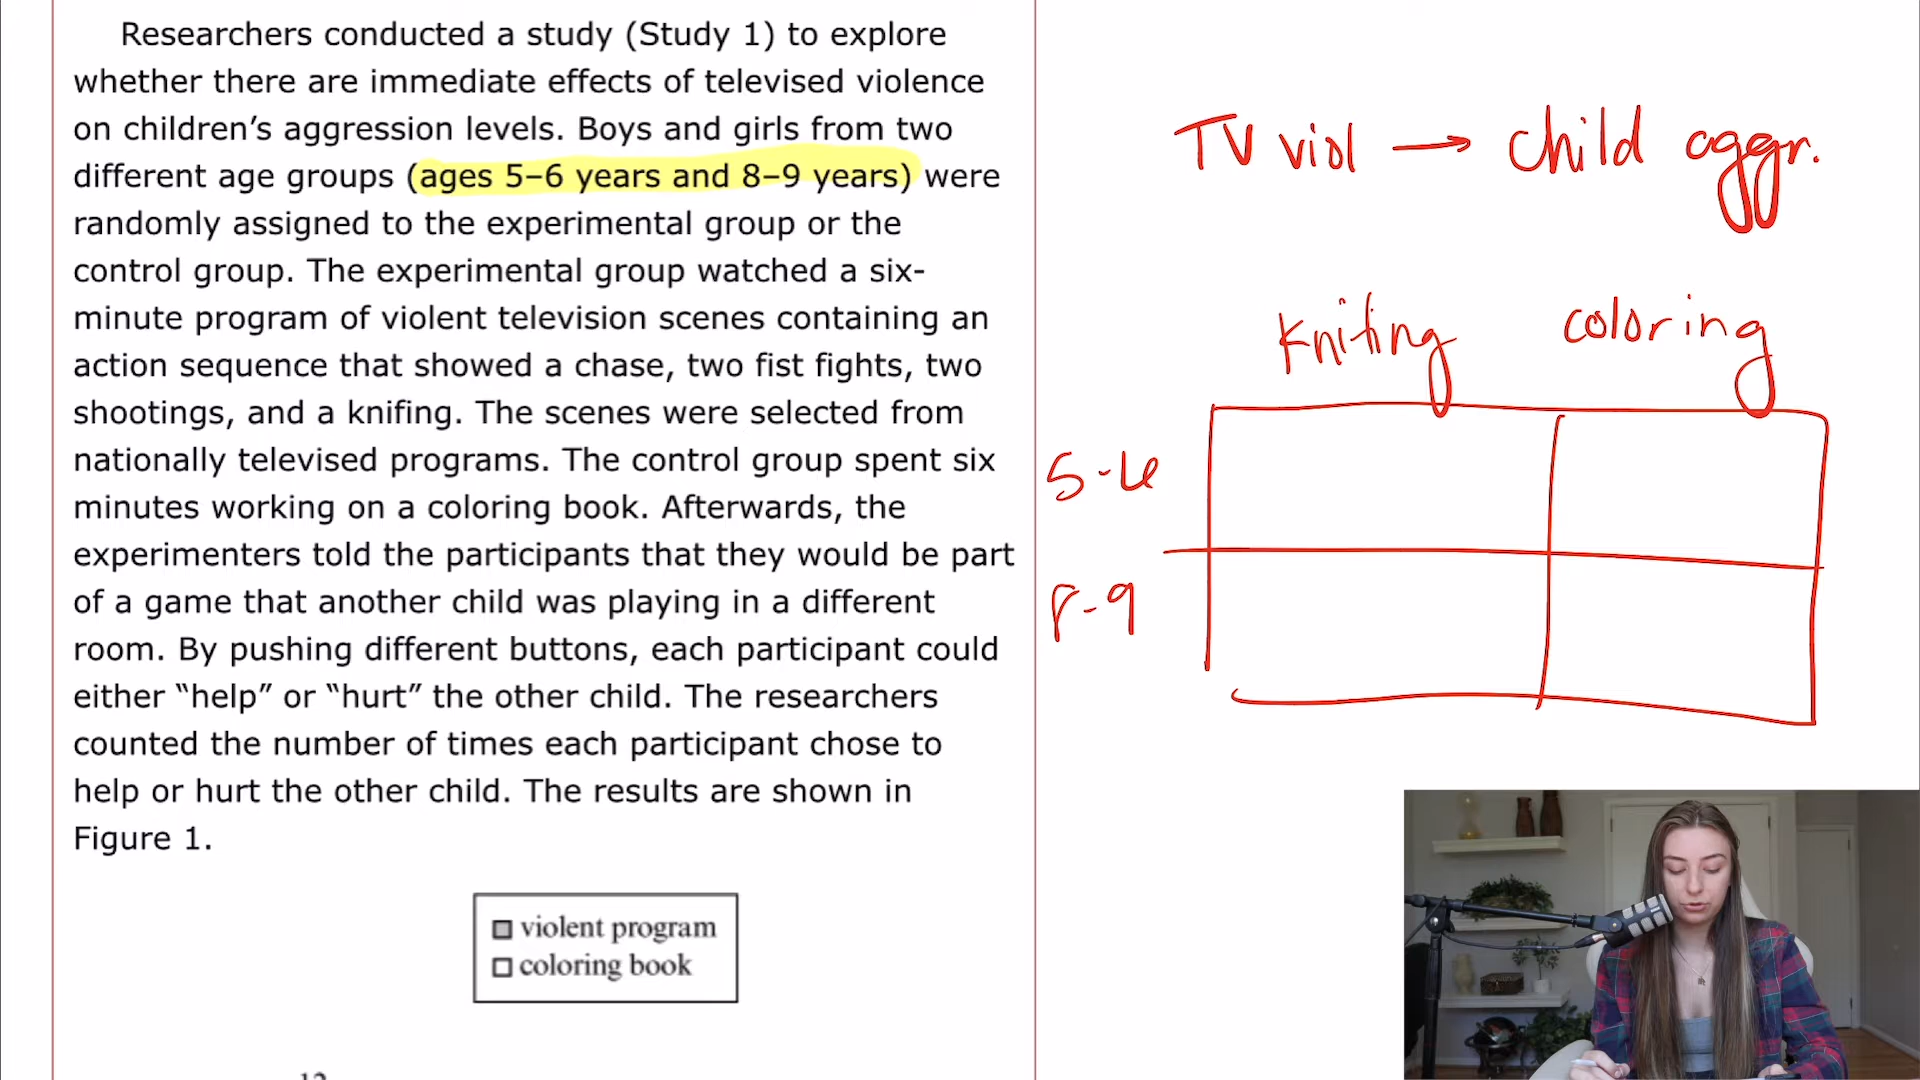 Researchers conducted a study (Study 1) to explore
whether there are immediate effects of televised violence
on children’s aggression levels. Boys and girls from two
different age groups (ages 5–6 years and 8–9 years) were
randomly assigned to the experimental group or the
control group. The experimental group watched a six-
minute program of violent television scenes containing an
action sequence that showed a chase, two fist fights, two
shootings, and a knifing. The scenes were selected from
nationally televised programs. The control group spent six
minutes working on a coloring book. Afterwards, the
experimenters told the participants that they would be part
of a game that another child was playing in a different
room. By pushing different buttons, each participant could
either “help” or “hurt” the other child. The researchers
counted the number of times each participant chose to
help or hurt the other child. The results are shown in
Figure 1.
violent program
coloring book
TV viol → child aggr.
knifing coloring
5-6
8-9